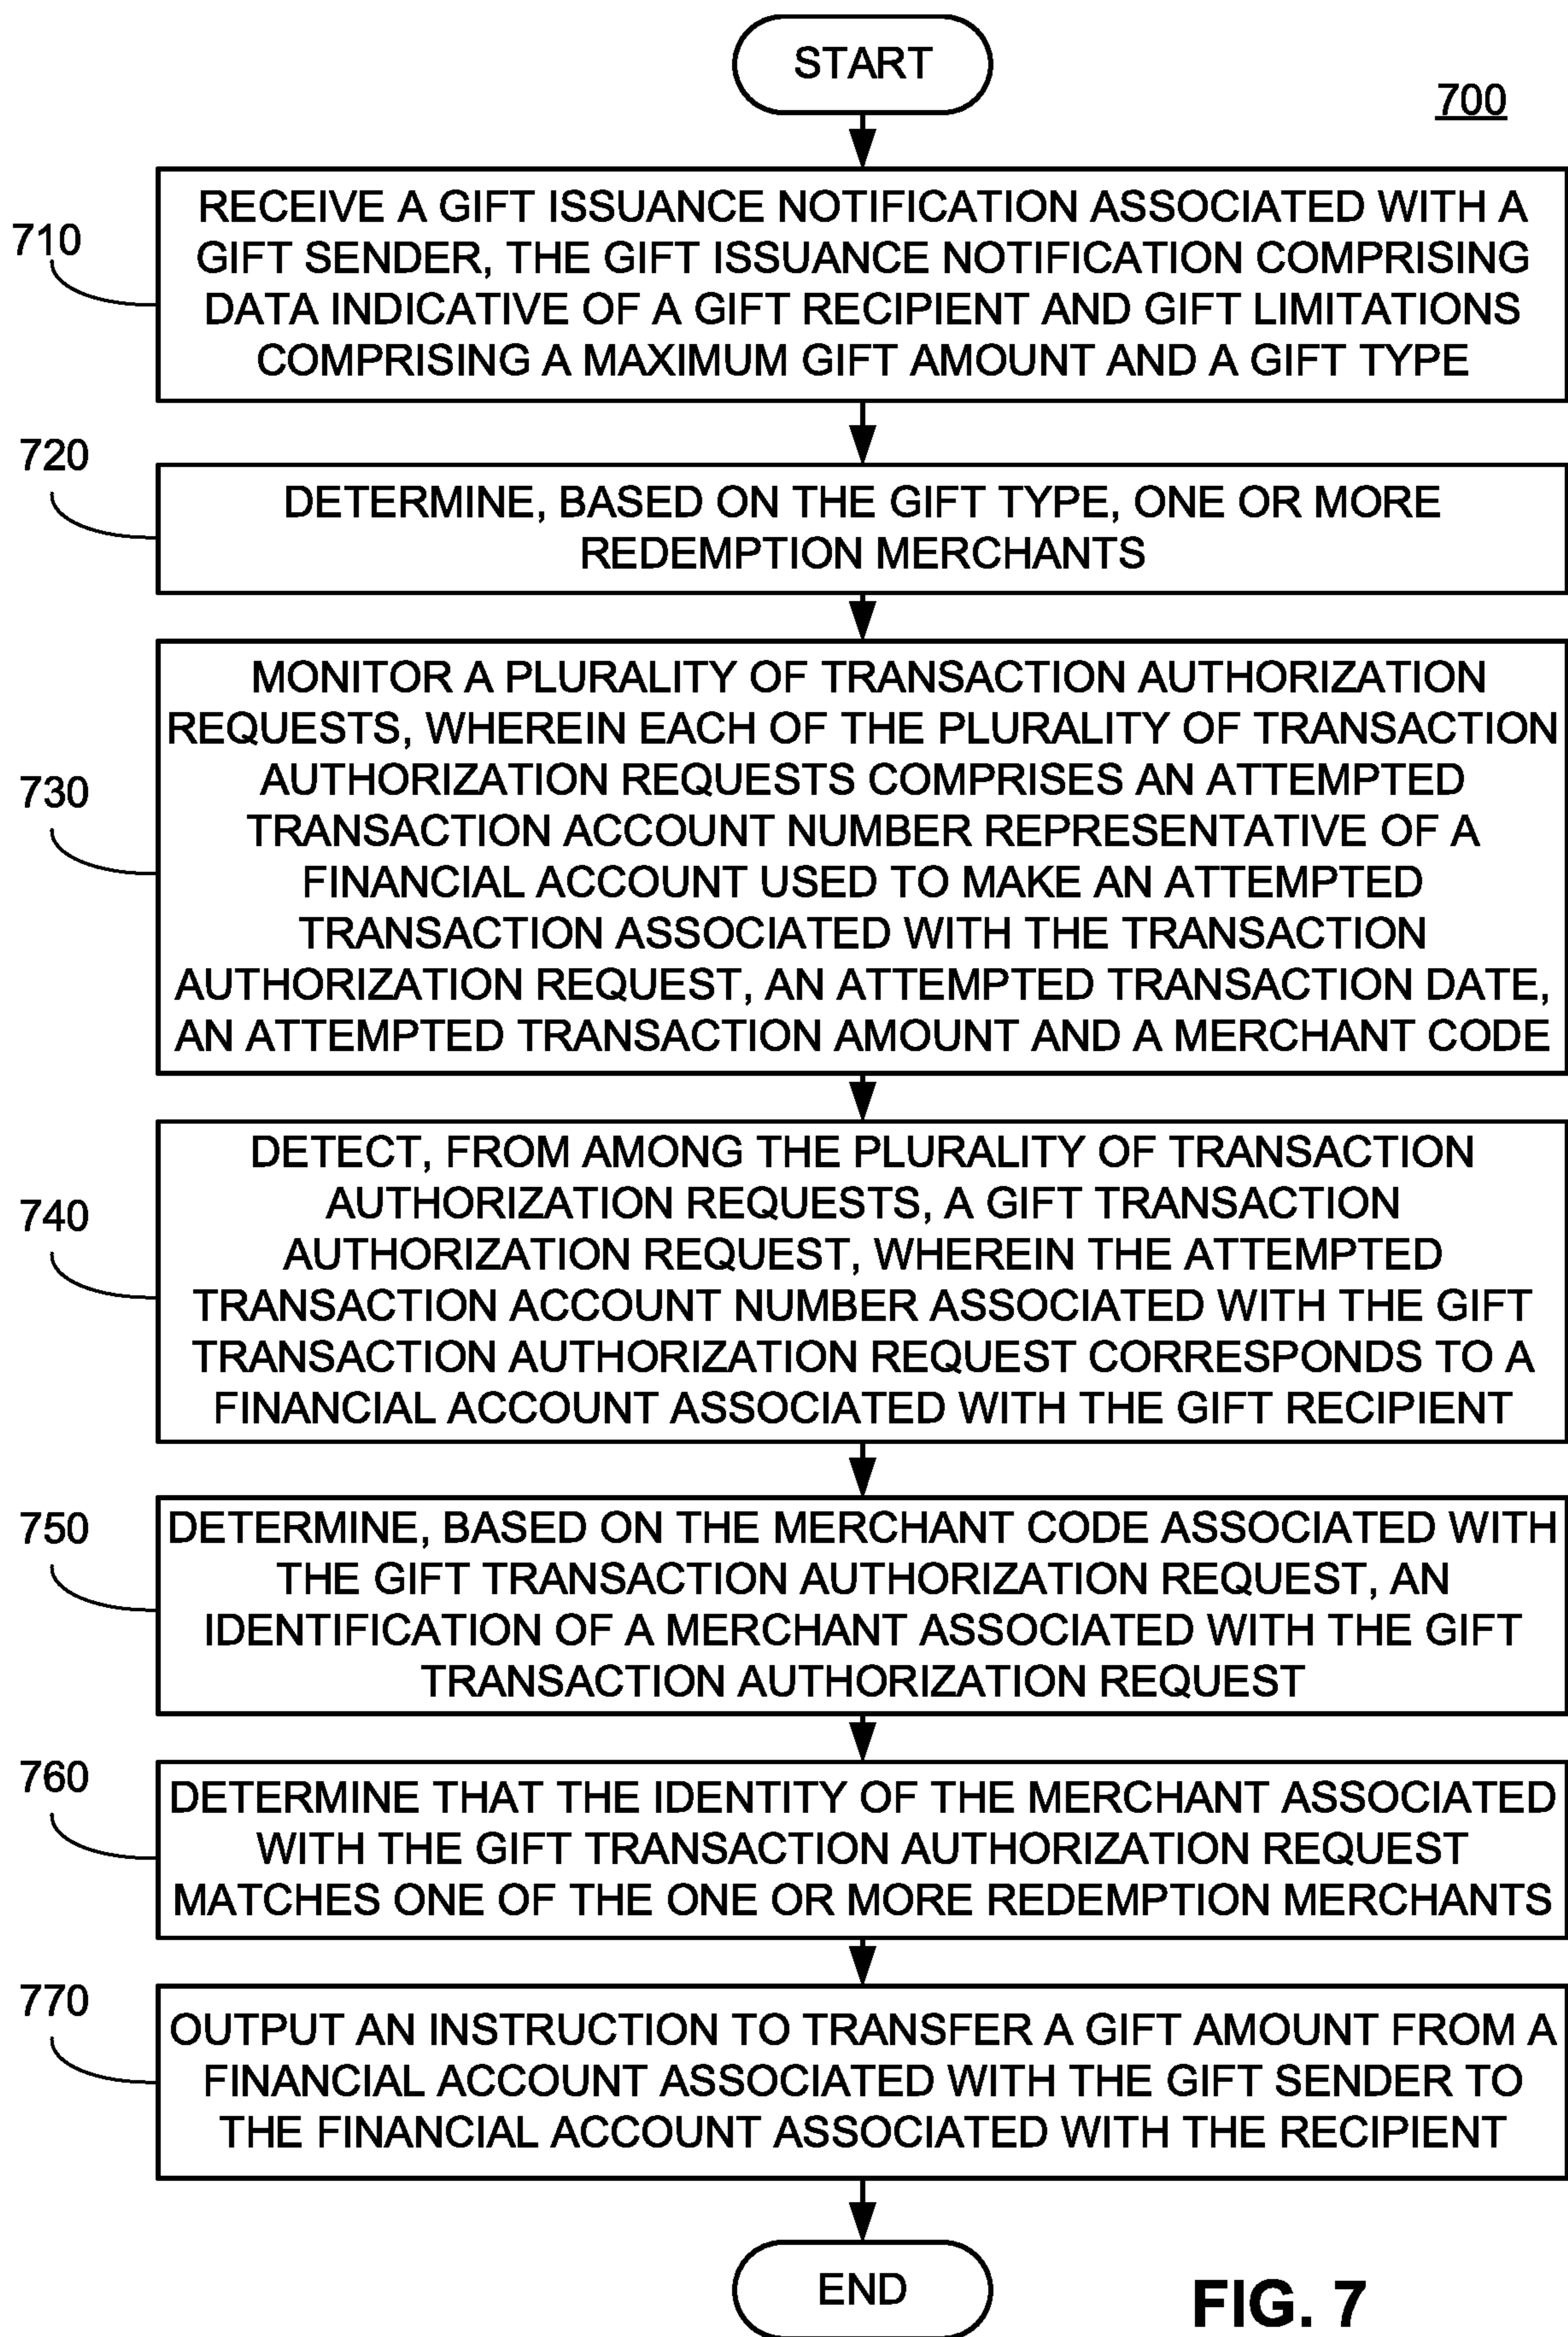 START
700
710
RECEIVE A GIFT ISSUANCE NOTIFICATION ASSOCIATED WITH A
GIFT SENDER, THE GIFT ISSUANCE NOTIFICATION COMPRISING
DATA INDICATIVE OF A GIFT RECIPIENT AND GIFT LIMITATIONS
COMPRISING A MAXIMUM GIFT AMOUNT AND A GIFT TYPE
720
DETERMINE, BASED ON THE GIFT TYPE, ONE OR MORE
REDEMPTION MERCHANTS
730
MONITOR A PLURALITY OF TRANSACTION AUTHORIZATION
REQUESTS, WHEREIN EACH OF THE PLURALITY OF TRANSACTION
AUTHORIZATION REQUESTS COMPRISES AN ATTEMPTED
TRANSACTION ACCOUNT NUMBER REPRESENTATIVE OF A
FINANCIAL ACCOUNT USED TO MAKE AN ATTEMPTED
TRANSACTION ASSOCIATED WITH THE TRANSACTION
AUTHORIZATION REQUEST, AN ATTEMPTED TRANSACTION DATE,
AN ATTEMPTED TRANSACTION AMOUNT AND A MERCHANT CODE
740
DETECT, FROM AMONG THE PLURALITY OF TRANSACTION
AUTHORIZATION REQUESTS, A GIFT TRANSACTION
AUTHORIZATION REQUEST, WHEREIN THE ATTEMPTED
TRANSACTION ACCOUNT NUMBER ASSOCIATED WITH THE GIFT
TRANSACTION AUTHORIZATION REQUEST CORRESPONDS TO A
FINANCIAL ACCOUNT ASSOCIATED WITH THE GIFT RECIPIENT
750
DETERMINE, BASED ON THE MERCHANT CODE ASSOCIATED WITH
THE GIFT TRANSACTION AUTHORIZATION REQUEST, AN
IDENTIFICATION OF A MERCHANT ASSOCIATED WITH THE GIFT
TRANSACTION AUTHORIZATION REQUEST
760
DETERMINE THAT THE IDENTITY OF THE MERCHANT ASSOCIATED
WITH THE GIFT TRANSACTION AUTHORIZATION REQUEST
MATCHES ONE OF THE ONE OR MORE REDEMPTION MERCHANTS
770
OUTPUT AN INSTRUCTION TO TRANSFER A GIFT AMOUNT FROM A
FINANCIAL ACCOUNT ASSOCIATED WITH THE GIFT SENDER TO
THE FINANCIAL ACCOUNT ASSOCIATED WITH THE RECIPIENT
END
FIG. 7